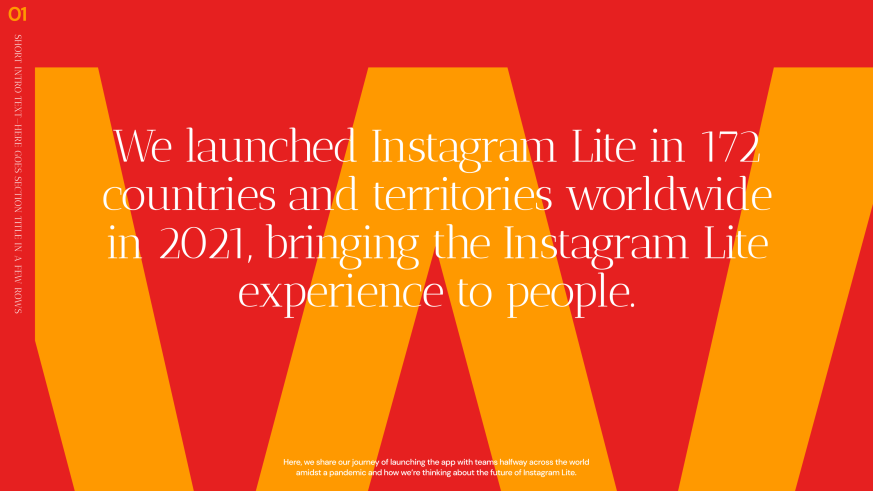 01
SHORT INTRO TEXT—HERE GOES SECTION TITLE IN A FEW ROWS
We launched Instagram Lite in 172
countries and territories worldwide
in 2021, bringing the Instagram Lite
experience to people.
Here, we share our journey of launching the app with teams halfway across the world
amidst a pandemic and how we're thinking about the future of Instagram Lite.